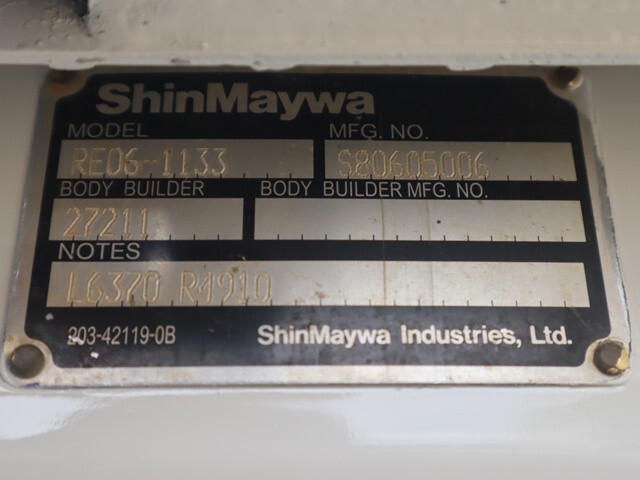 ShinMaywa
MODEL MFG. NO.
RE06-1133 S80605006
BODY BUILDER BODY BUILDER MFG. NO.
27211
NOTES
L6370 R4910
203-42119-0B ShinMaywa Industries, Ltd.